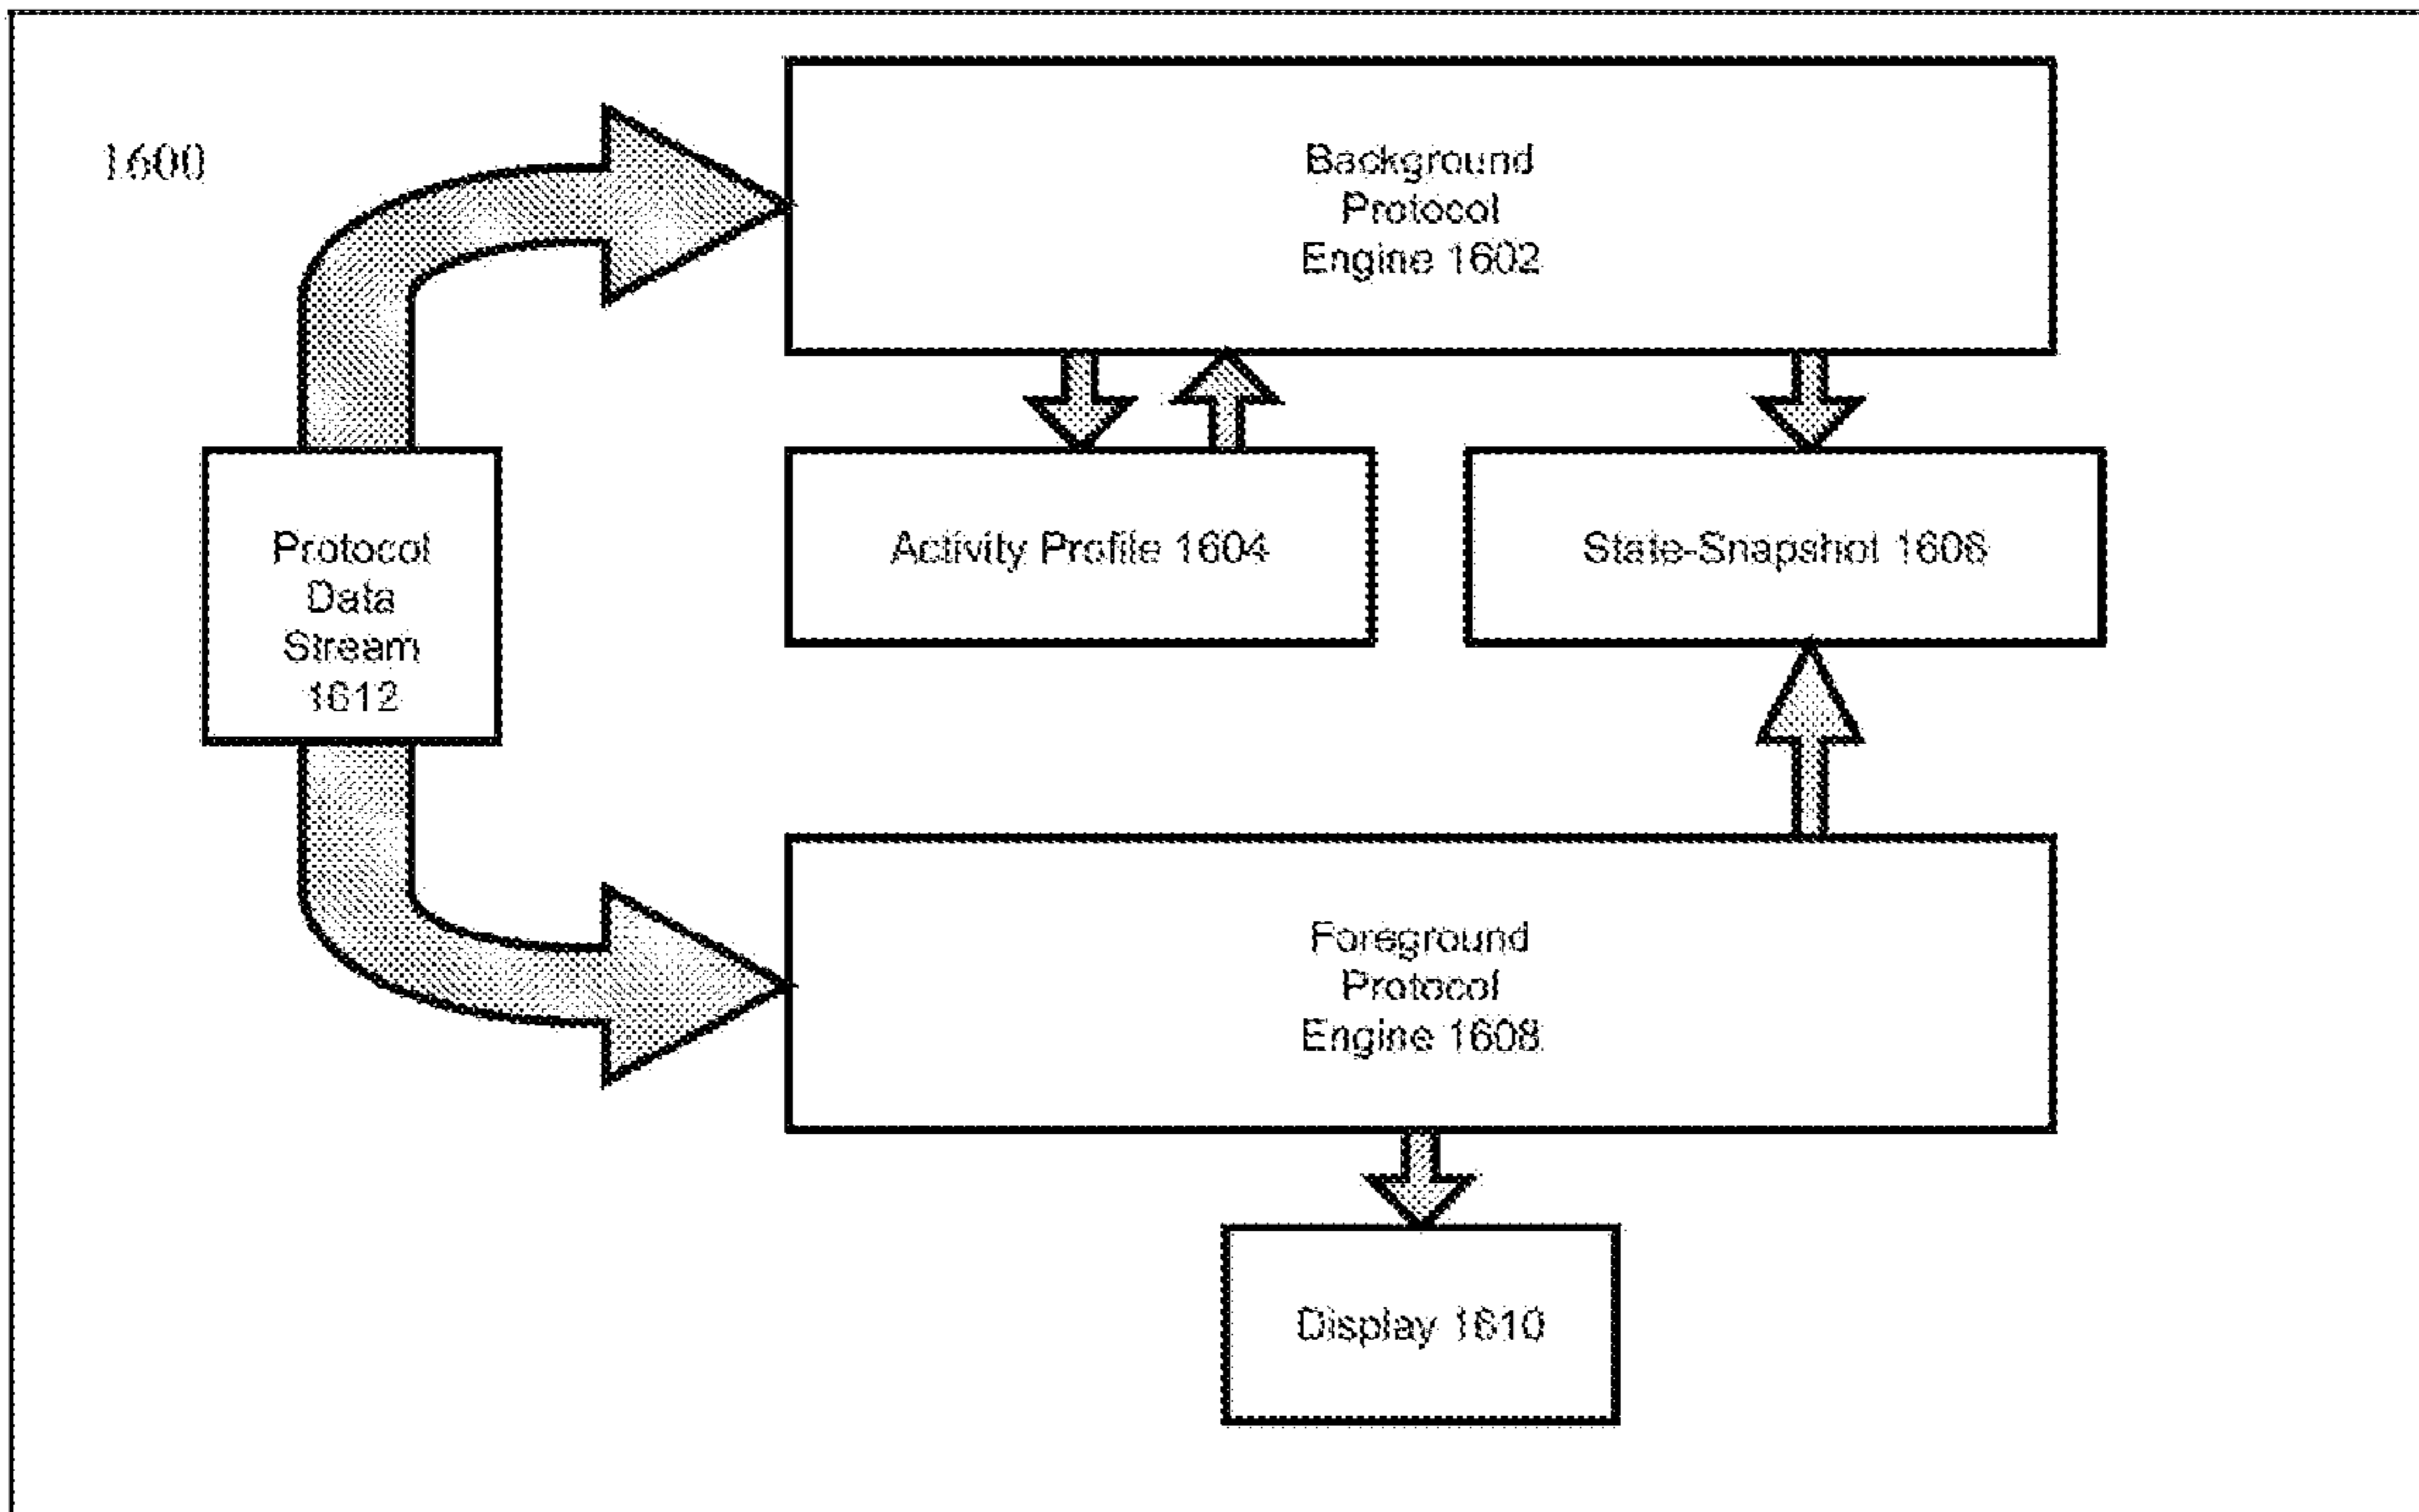 1600
Background
Protocol
Engine 1602
Activity Profile 1604
State-Snapshot 1606
Protocol
Data
Stream
1612
Foreground
Protocol
Engine 1608
Display 1610